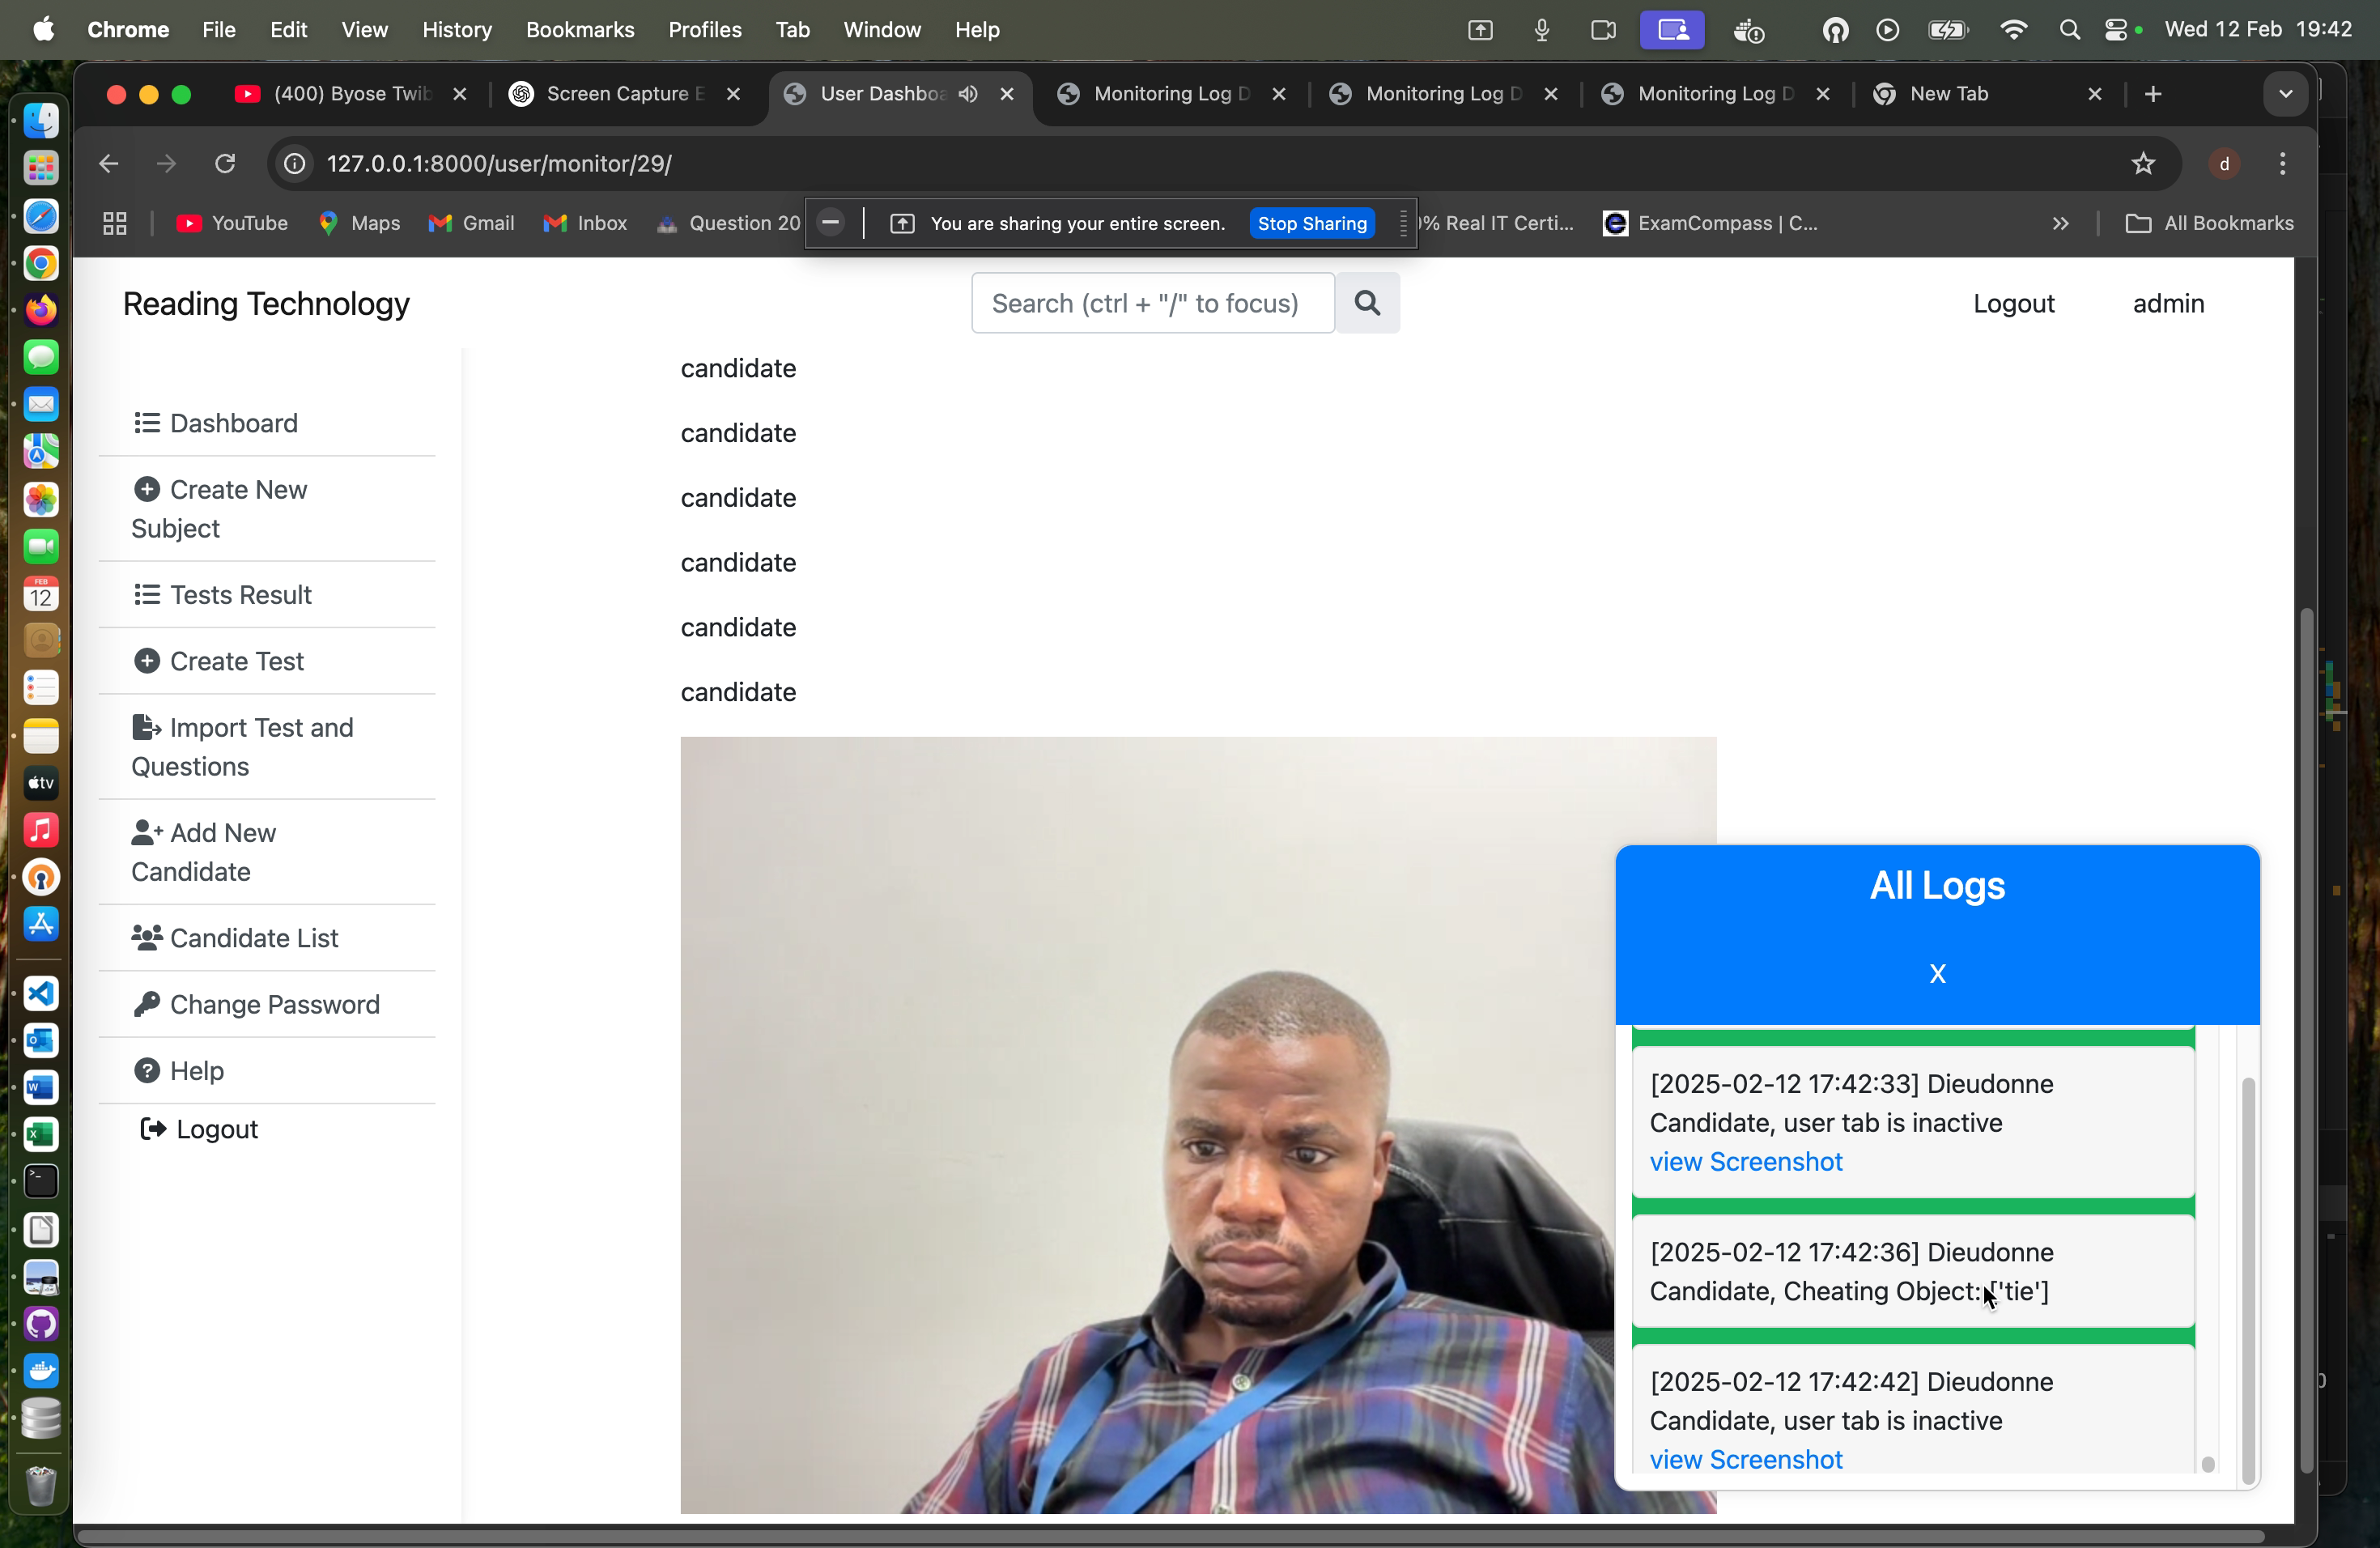 Chrome File Edit View History Bookmarks Profiles Tab Window Help Wed 12 Feb 19:42
(400) Byose Twib Screen Capture E User Dashboa Monitoring Log D Monitoring Log D Monitoring Log D New Tab
127.0.0.1:8000/user/monitor/29/ d
YouTube Maps Gmail Inbox Question 20 You are sharing your entire screen. Stop Sharing % Real IT Certi... ExamCompass | C... All Bookmarks
Reading Technology Search (ctrl + "/" to focus) Logout admin
Dashboard
Create New
Subject
Tests Result
Create Test
Import Test and
Questions
Add New
Candidate
Candidate List
Change Password
Help
Logout
candidate
candidate
candidate
candidate
candidate
candidate
All Logs
X
[2025-02-12 17:42:33] Dieudonne
Candidate, user tab is inactive
view Screenshot
[2025-02-12 17:42:36] Dieudonne
Candidate, Cheating Object: ['tie']
[2025-02-12 17:42:42] Dieudonne
Candidate, user tab is inactive
view Screenshot
FEB
12
tv